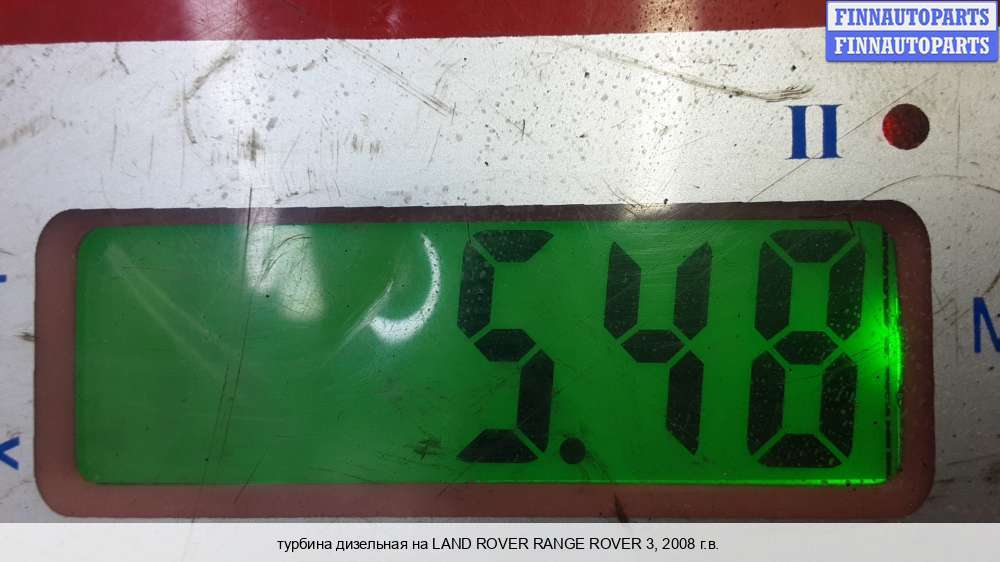 FINNAUTOPARTS
FINNAUTOPARTS
II
5.48
турбина дизельная на LAND ROVER RANGE ROVER 3, 2008 г.в.